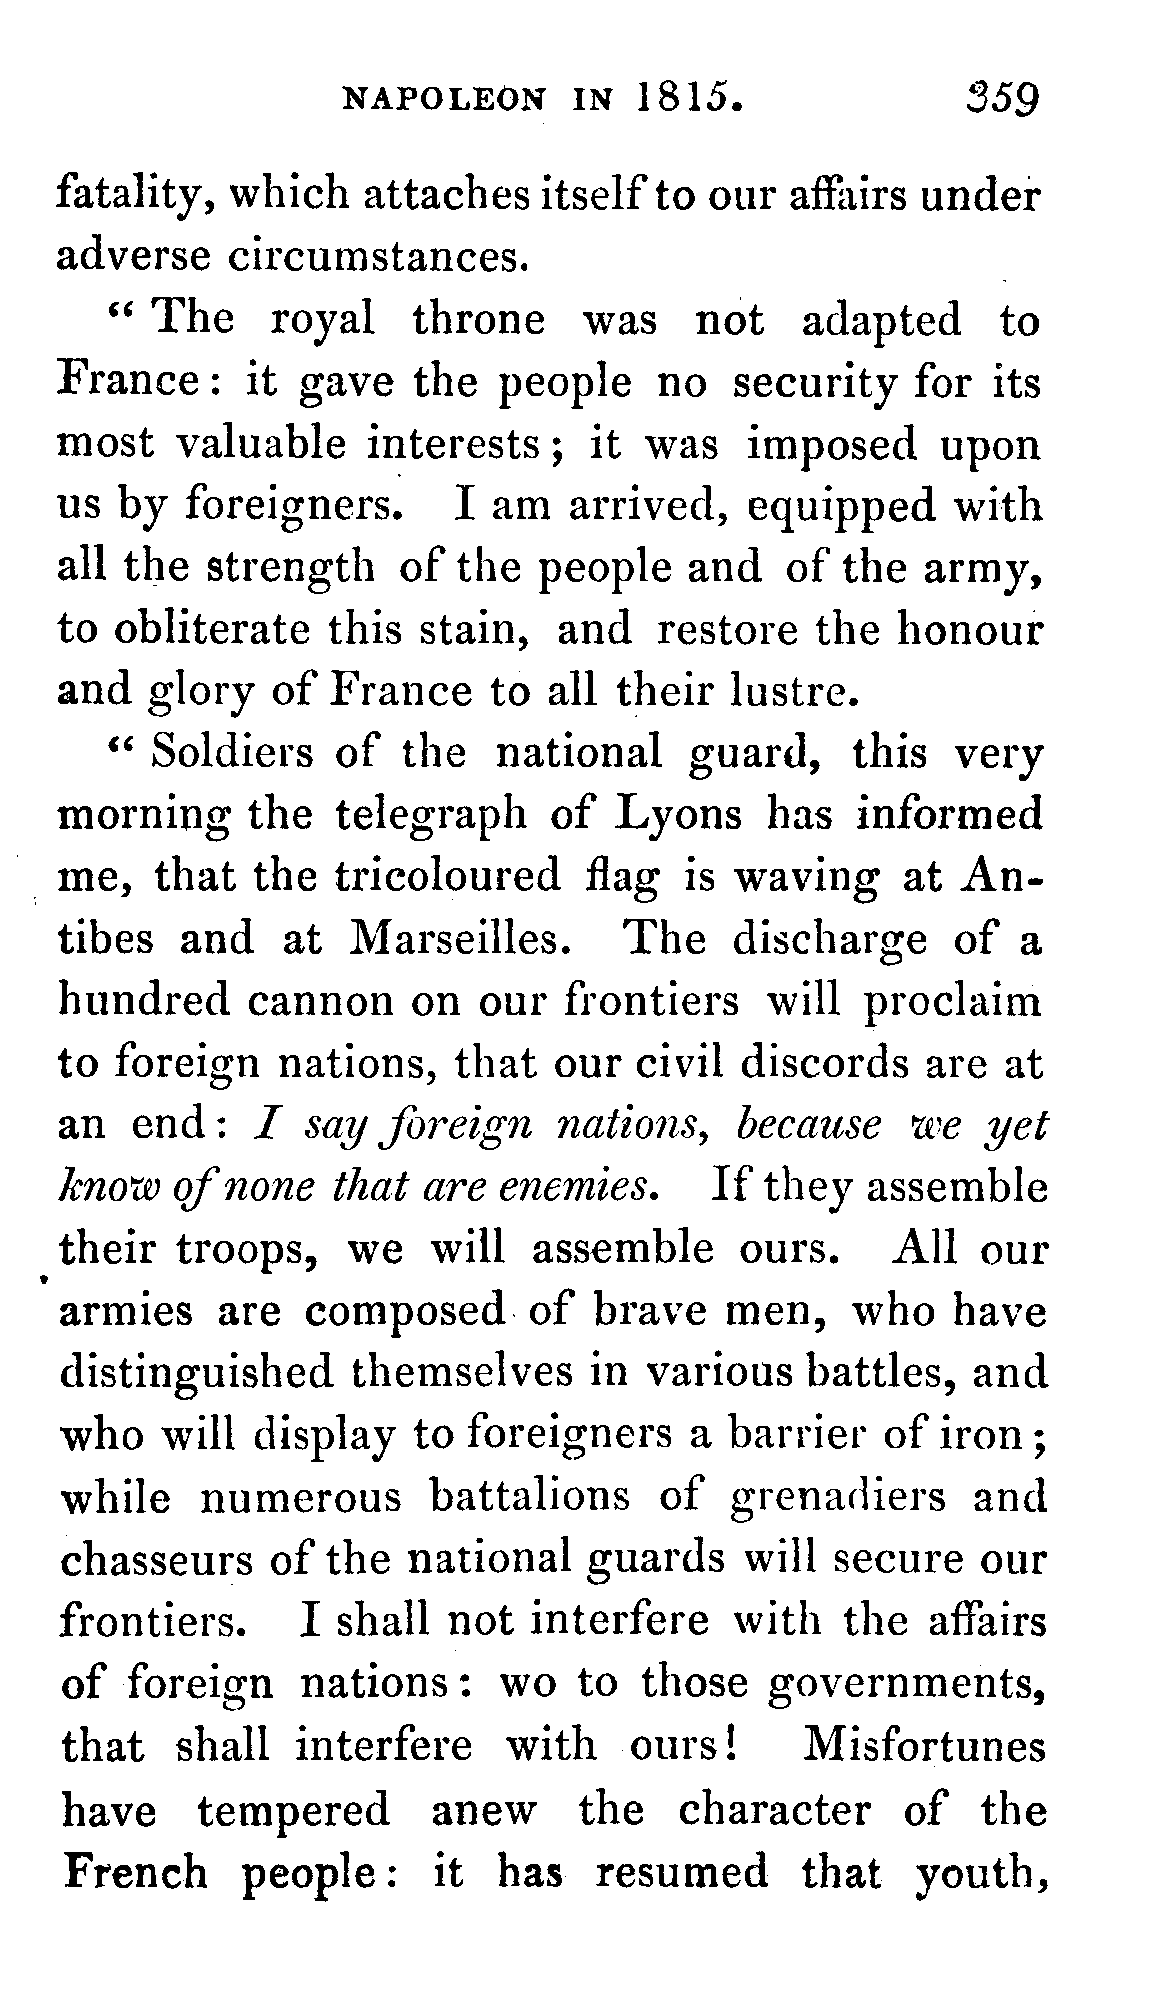 NAPOLEON IN 1815. 359
fatality, which attaches itself to our affairs under
adverse circumstances.
“ The royal throne was not adapted to
France : it gave the people no security for its
most valuable interests ; it was imposed upon
us by foreigners. I am arrived, equipped with
all the strength of the people and of the army,
to obliterate this stain, and restore the honour
and glory of France to all their lustre.
“ Soldiers of the national guard, this very
morning the telegraph of Lyons has informed
me, that the tricoloured flag is waving at An-
tibes and at Marseilles. The discharge of a
hundred cannon on our frontiers will proclaim
to foreign nations, that our civil discords are at
an end : I say foreign nations, because we yet
know of none that are enemies. If they assemble
their troops, we will assemble ours. All our
armies are composed of brave men, who have
distinguished themselves in various battles, and
who will display to foreigners a barrier of iron ;
while numerous battalions of grenadiers and
chasseurs of the national guards will secure our
frontiers. I shall not interfere with the affairs
of foreign nations : wo to those governments,
that shall interfere with ours ! Misfortunes
have tempered anew the character of the
French people : it has resumed that youth,